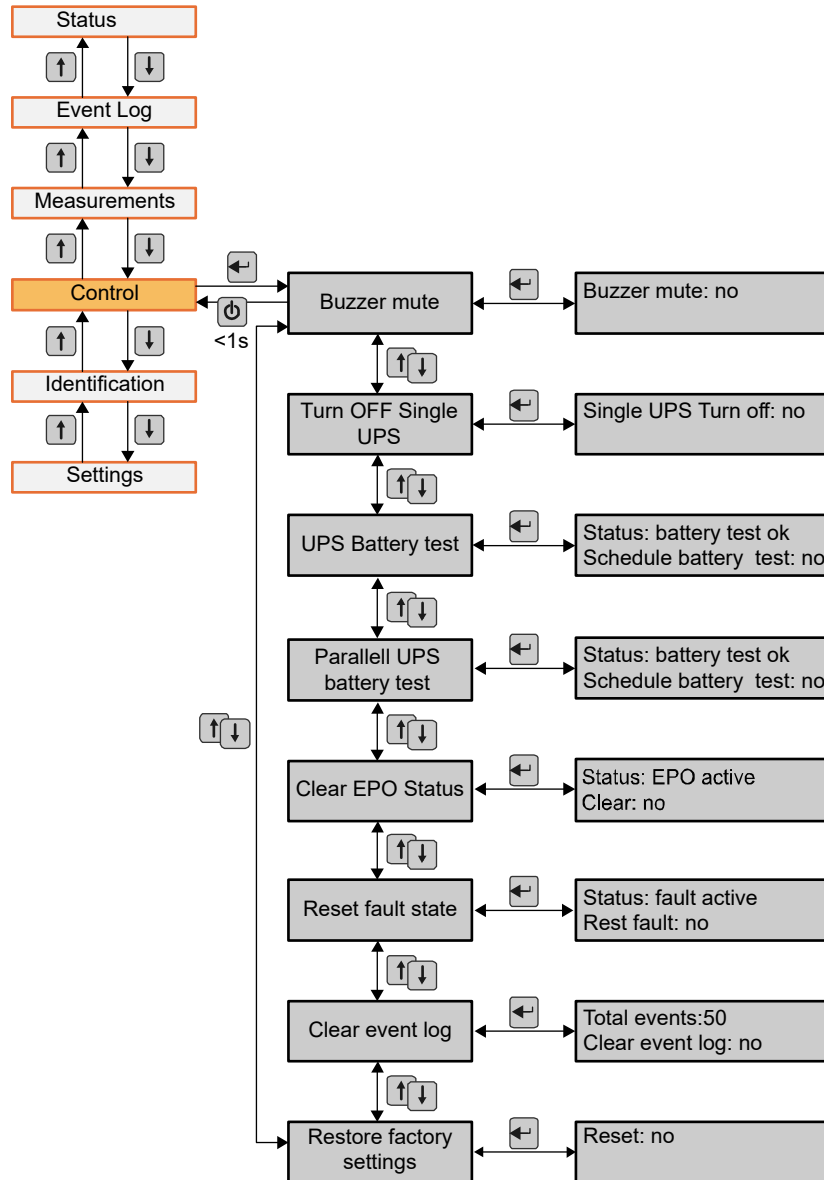 Status
Event Log
Measurements
Control
<1s
Identification
Settings
Buzzer mute
Buzzer mute: no
Turn OFF Single
UPS
Single UPS Turn off: no
UPS Battery test
Status: battery test ok
Schedule battery  test: no
Parallell UPS
battery test
Status: battery test ok
Schedule battery  test: no
Clear EPO Status
Status: EPO active
Clear: no
Reset fault state
Status: fault active
Rest fault: no
Clear event log
Total events:50
Clear event log: no
Restore factory
settings
Reset: no